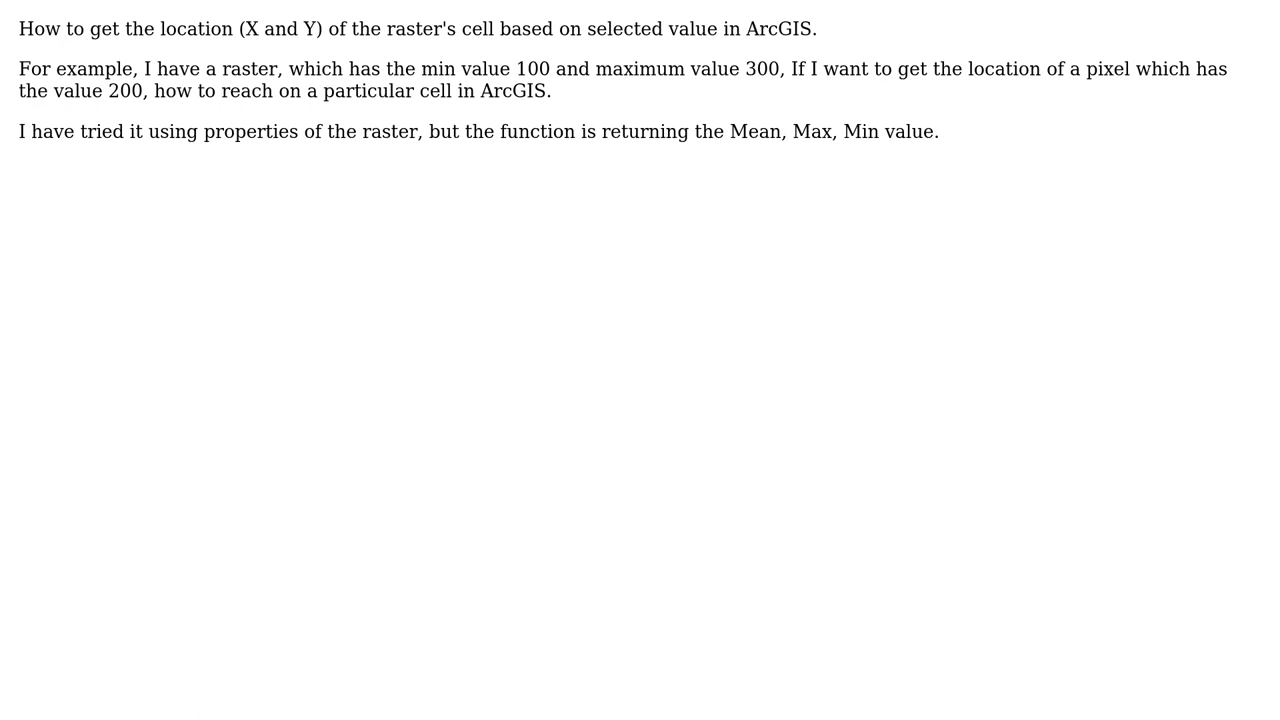 How to get the location (X and Y) of the raster's cell based on selected value in ArcGIS.
For example, I have a raster, which has the min value 100 and maximum value 300, If I want to get the location of a pixel which has
the value 200, how to reach on a particular cell in ArcGIS.
I have tried it using properties of the raster, but the function is returning the Mean, Max, Min value.